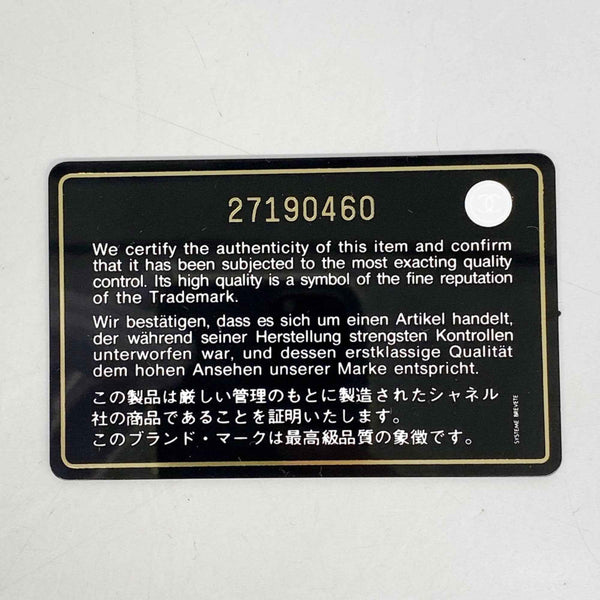 27190460
We certify the authenticity of this item and confirm
that it has been subjected to the most exacting quality
control. Its high quality is a symbol of the fine reputation
of the Trademark.
Wir bestätigen, dass es sich um einen Artikel handelt,
der während seiner Herstellung strengsten Kontrollen
unterworfen war, und dessen erstklassige Qualität
dem hohen Ansehen unserer Marke entspricht.
この製品は厳しい管理のもとに製造されたシャネル
社の商品であることを証明いたします。
このブランド・マークは最高級品質の象徴です。
SYSTEME BREVETE